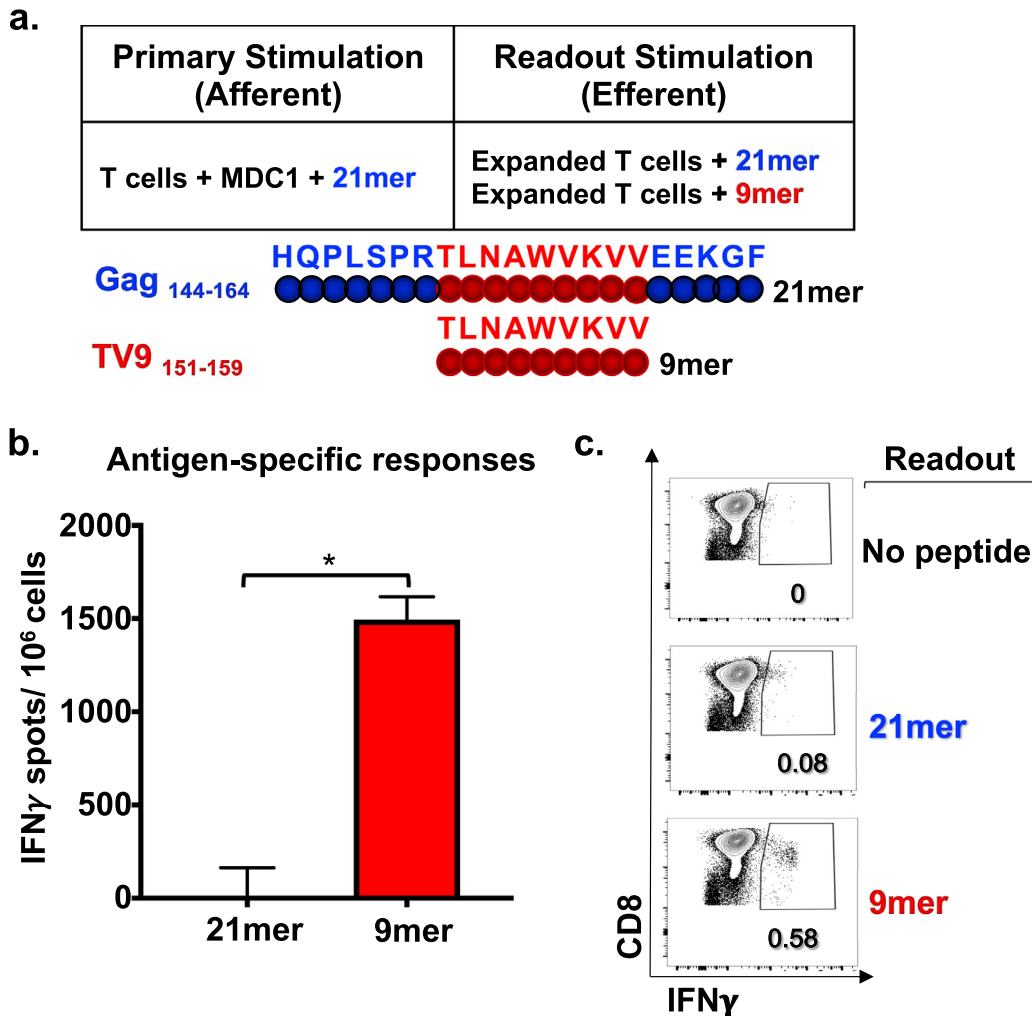 a.
Primary Stimulation
(Afferent)
Readout Stimulation
(Efferent)
T cells + MDC1 + 21mer
Expanded T cells + 21mer
Expanded T cells + 9mer
HQPLSPRTLNAWVKVVEEKGF
Gag 144-164
21mer
TLNAWVKVV
TV9 151-159
9mer
b.
Antigen-specific responses
IFNγ spots/ 10⁶ cells
2000
1500
1000
500
0
*
21mer
9mer
c.
Readout
No peptide
0
21mer
0.08
9mer
0.58
CD8
IFNγ